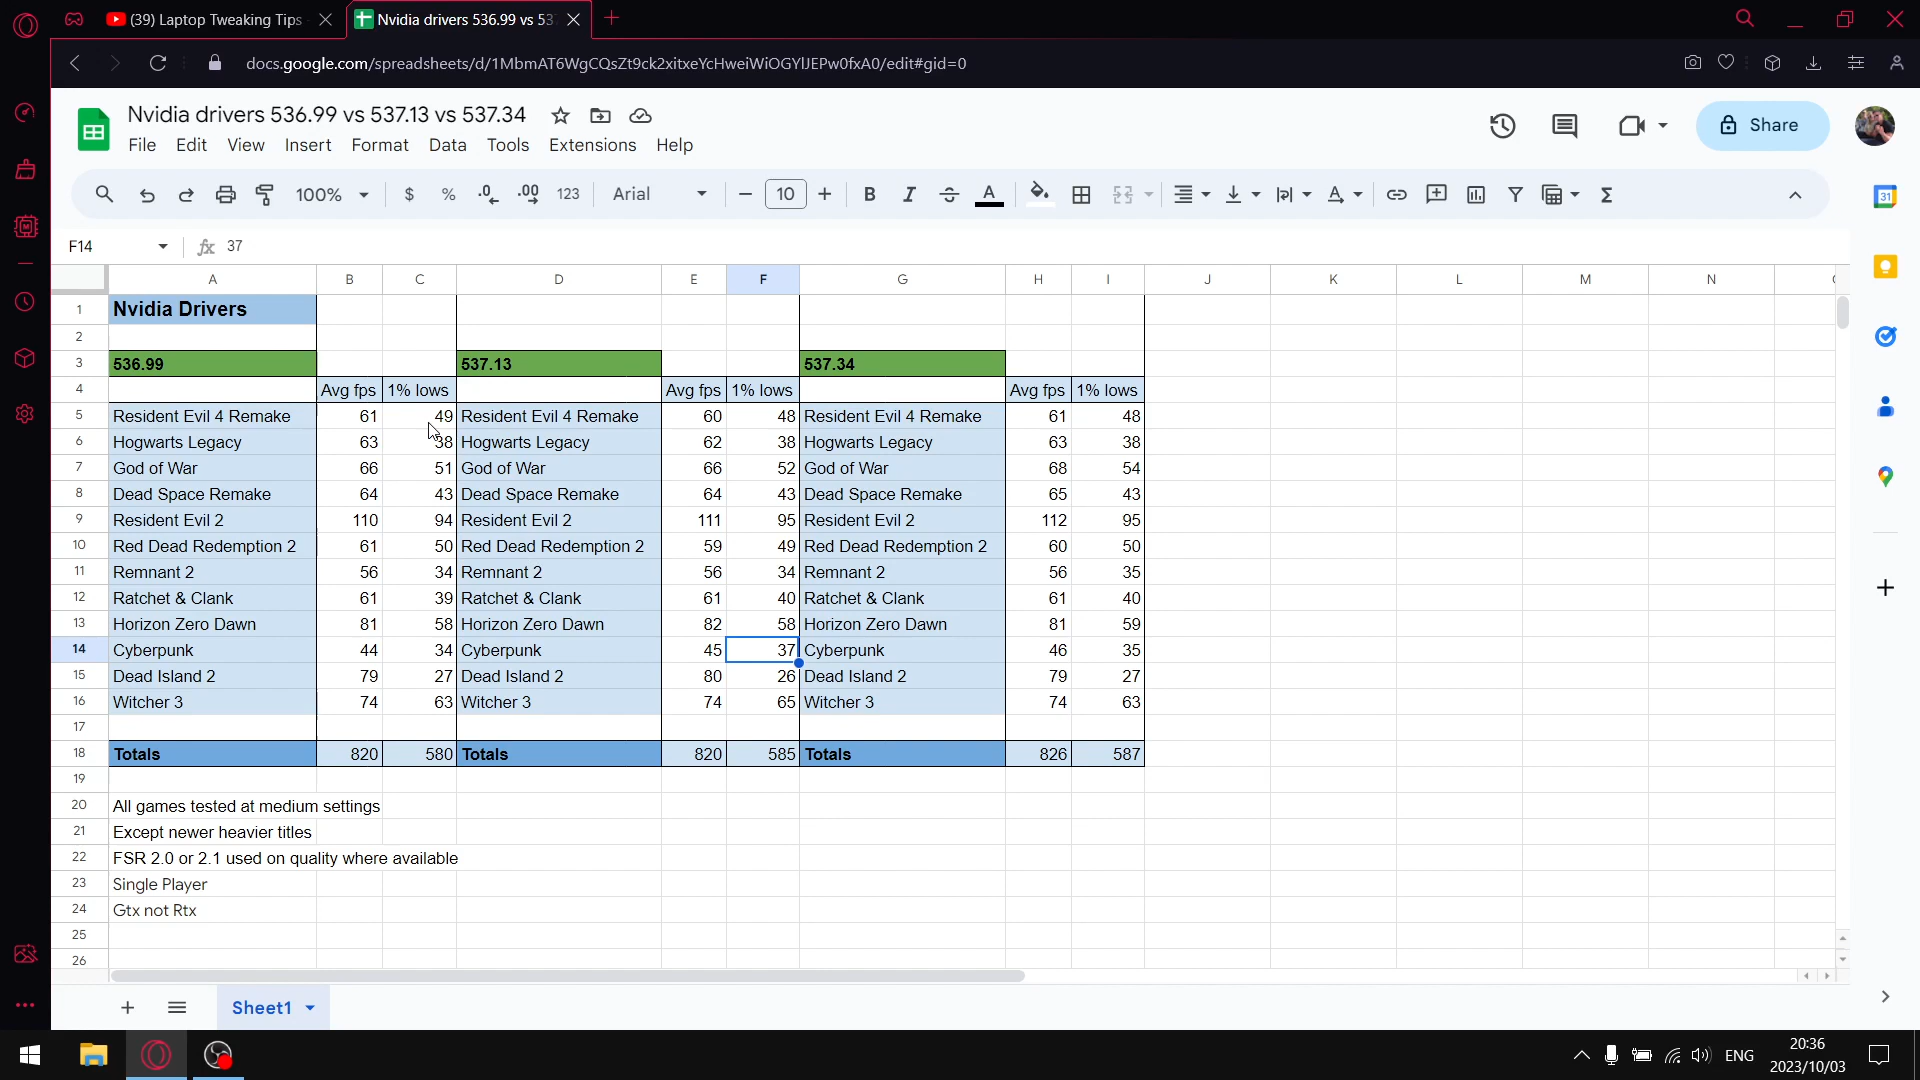 (39) Laptop Tweaking Tips
Nvidia drivers 536.99 vs 53
docs.google.com/spreadsheets/d/1MbmAT6WgCQsZt9ck2xitxeYcHweiWiOGYlJEPw0fxA0/edit#gid=0
Nvidia drivers 536.99 vs 537.13 vs 537.34
File Edit View Insert Format Data Tools Extensions Help
Share
100% $ % .0 .00 123 Arial 10 B I A
31
F14 fx 37
A B C D E F G H I J K L M N
1 Nvidia Drivers
2
3 536.99 537.13 537.34
4 Avg fps 1% lows Avg fps 1% lows Avg fps 1% lows
5 Resident Evil 4 Remake 61 49 Resident Evil 4 Remake 60 48 Resident Evil 4 Remake 61 48
6 Hogwarts Legacy 63 38 Hogwarts Legacy 62 38 Hogwarts Legacy 63 38
7 God of War 66 51 God of War 66 52 God of War 68 54
8 Dead Space Remake 64 43 Dead Space Remake 64 43 Dead Space Remake 65 43
9 Resident Evil 2 110 94 Resident Evil 2 111 95 Resident Evil 2 112 95
10 Red Dead Redemption 2 61 50 Red Dead Redemption 2 59 49 Red Dead Redemption 2 60 50
11 Remnant 2 56 34 Remnant 2 56 34 Remnant 2 56 35
12 Ratchet & Clank 61 39 Ratchet & Clank 61 40 Ratchet & Clank 61 40
13 Horizon Zero Dawn 81 58 Horizon Zero Dawn 82 58 Horizon Zero Dawn 81 59
14 Cyberpunk 44 34 Cyberpunk 45 37 Cyberpunk 46 35
15 Dead Island 2 79 27 Dead Island 2 80 26 Dead Island 2 79 27
16 Witcher 3 74 63 Witcher 3 74 65 Witcher 3 74 63
17
18 Totals 820 580 Totals 820 585 Totals 826 587
19
20 All games tested at medium settings
21 Except newer heavier titles
22 FSR 2.0 or 2.1 used on quality where available
23 Single Player
24 Gtx not Rtx
25
26
Sheet1
ENG
20:36
2023/10/03